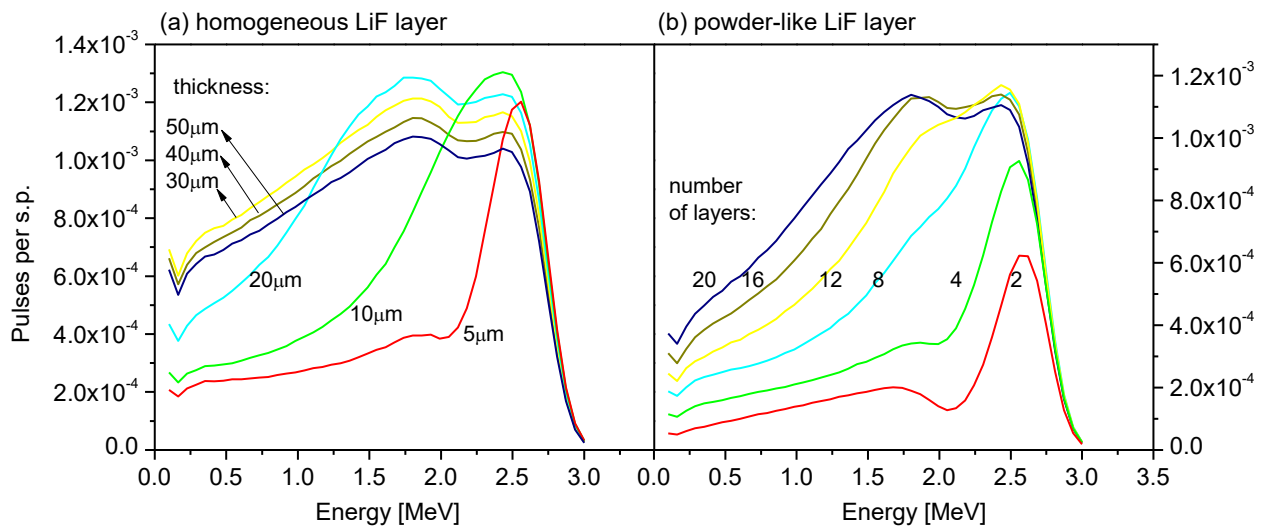 (a) homogeneous LiF layer
(b) powder-like LiF layer
1.4x10⁻³
1.2x10⁻³
1.0x10⁻³
8.0x10⁻⁴
6.0x10⁻⁴
4.0x10⁻⁴
2.0x10⁻⁴
0.0
Pulses per s.p.
thickness:
50μm
40μm
30μm
20μm
10μm
5μm
0.0 0.5 1.0 1.5 2.0 2.5 3.0
Energy [MeV]
number
of layers:
20 16 12 8 4 2
0.0 0.5 1.0 1.5 2.0 2.5 3.0 3.5
Energy [MeV]
1.2x10⁻³
1.0x10⁻³
8.0x10⁻⁴
6.0x10⁻⁴
4.0x10⁻⁴
2.0x10⁻⁴
0.0